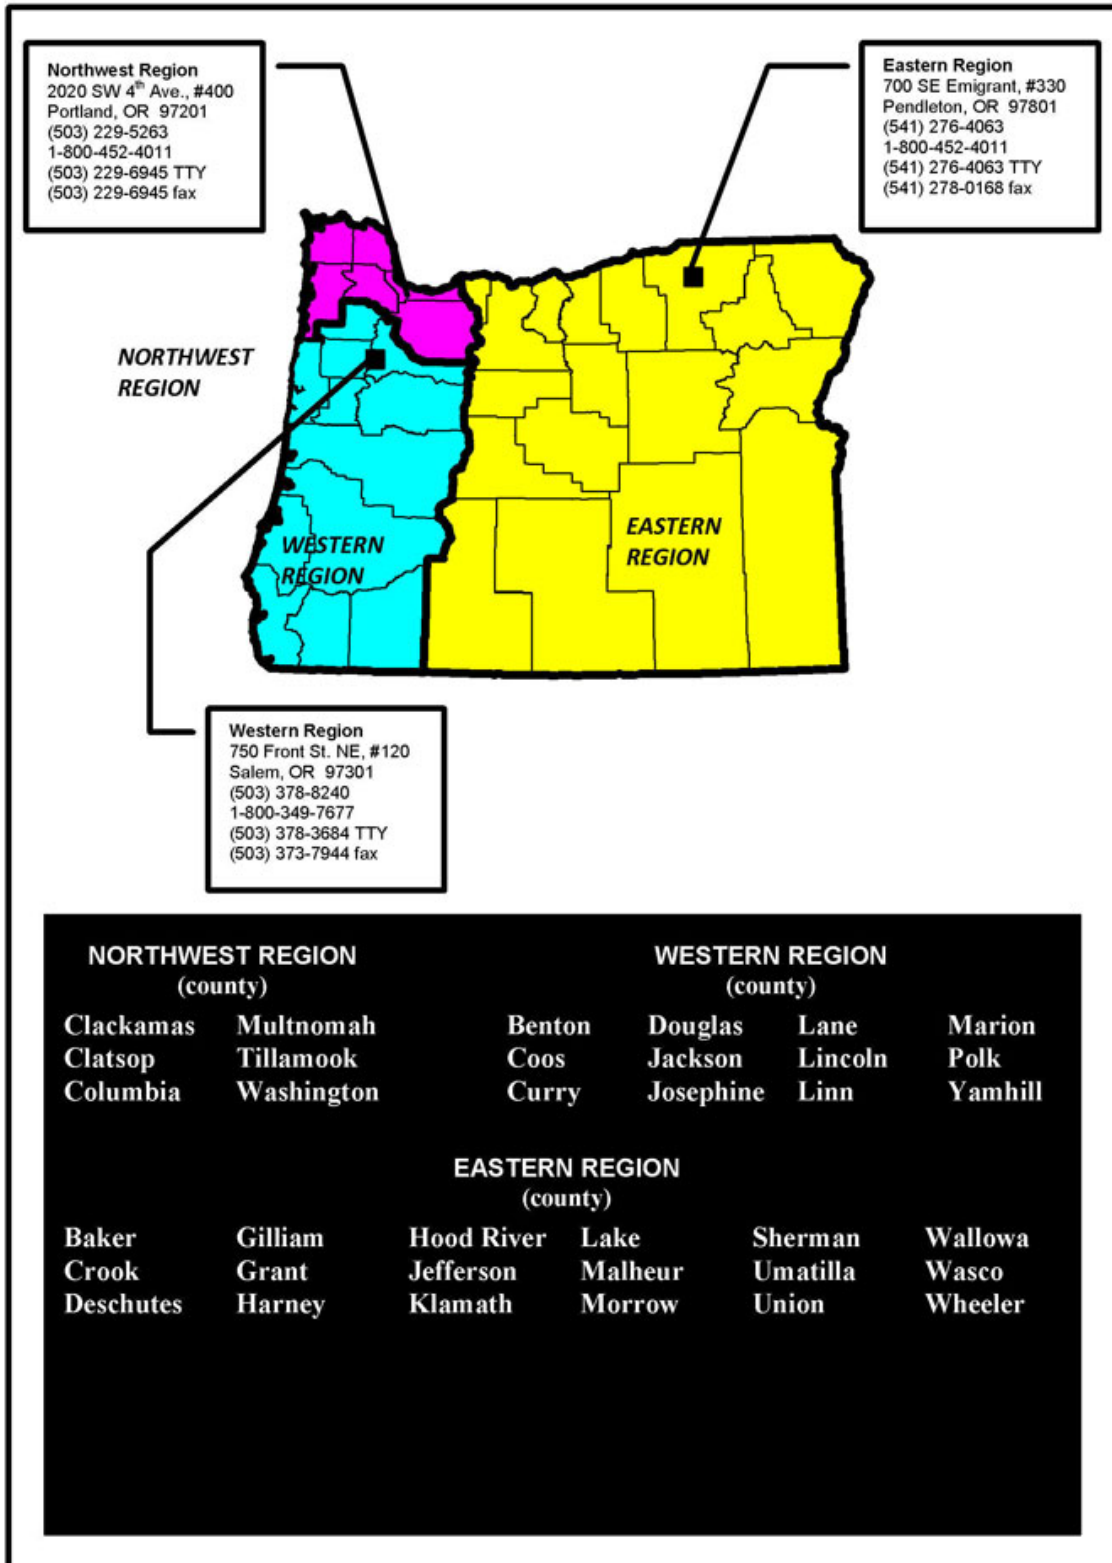 Northwest Region
2020 SW 4th Ave., #400
Portland, OR 97201
(503) 229-5263
1-800-452-4011
(503) 229-6945 TTY
(503) 229-6945 fax
Eastern Region
700 SE Emigrant, #330
Pendleton, OR 97801
(541) 276-4063
1-800-452-4011
(541) 276-4063 TTY
(541) 278-0168 fax
NORTHWEST
REGION
WESTERN
REGION
EASTERN
REGION
Western Region
750 Front St. NE, #120
Salem, OR 97301
(503) 378-8240
1-800-349-7677
(503) 378-3684 TTY
(503) 373-7944 fax
NORTHWEST REGION
(county)
Clackamas Multnomah
Clatsop Tillamook
Columbia Washington
WESTERN REGION
(county)
Benton Douglas Lane Marion
Coos Jackson Lincoln Polk
Curry Josephine Linn Yamhill
EASTERN REGION
(county)
Baker Gilliam Hood River Lake Sherman Wallowa
Crook Grant Jefferson Malheur Umatilla Wasco
Deschutes Harney Klamath Morrow Union Wheeler